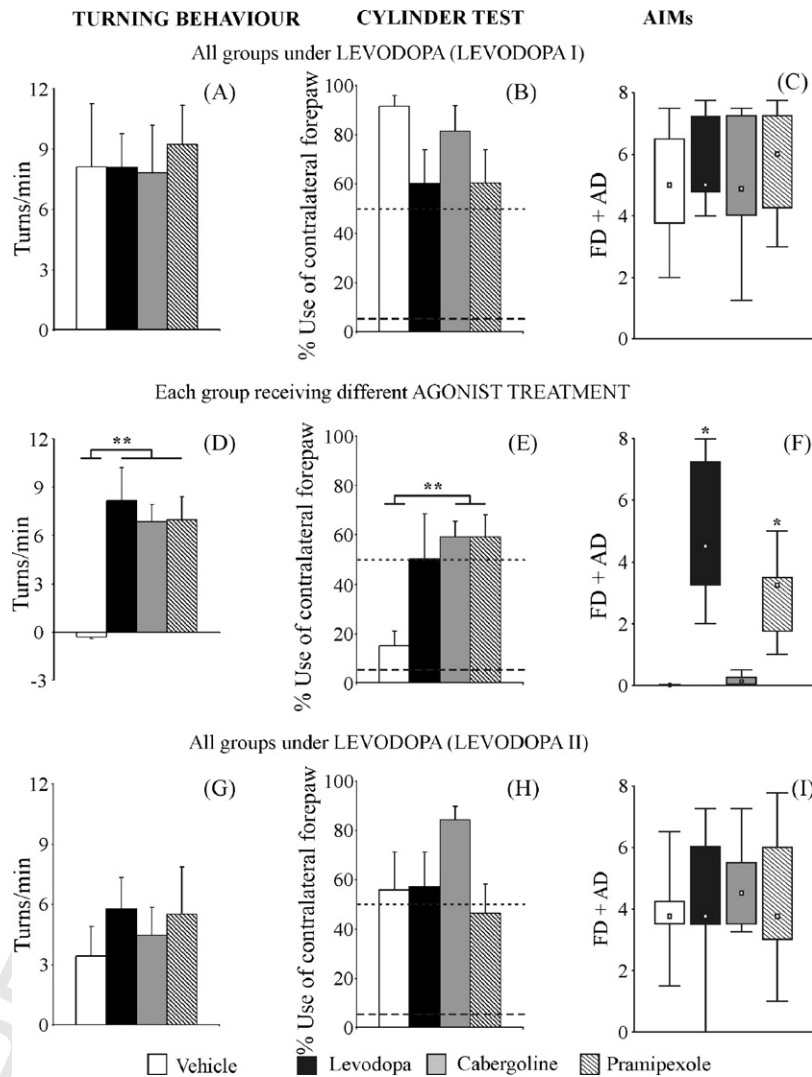 TURNING BEHAVIOUR CYLINDER TEST AIMs
All groups under LEVODOPA (LEVODOPA I)
(A)
Turns/min
12
9
6
3
0
(B)
% Use of contralateral forepaw
100
80
60
40
20
0
(C)
FD + AD
8
6
4
2
0
Each group receiving different AGONIST TREATMENT
(D)
**
Turns/min
12
9
6
3
0
-3
(E)
**
% Use of contralateral forepaw
100
80
60
40
20
0
(F)
*
*
FD + AD
8
6
4
2
0
All groups under LEVODOPA (LEVODOPA II)
(G)
Turns/min
12
9
6
3
0
(H)
% Use of contralateral forepaw
100
80
60
40
20
0
(I)
FD + AD
8
6
4
2
0
Vehicle Levodopa Cabergoline Pramipexole